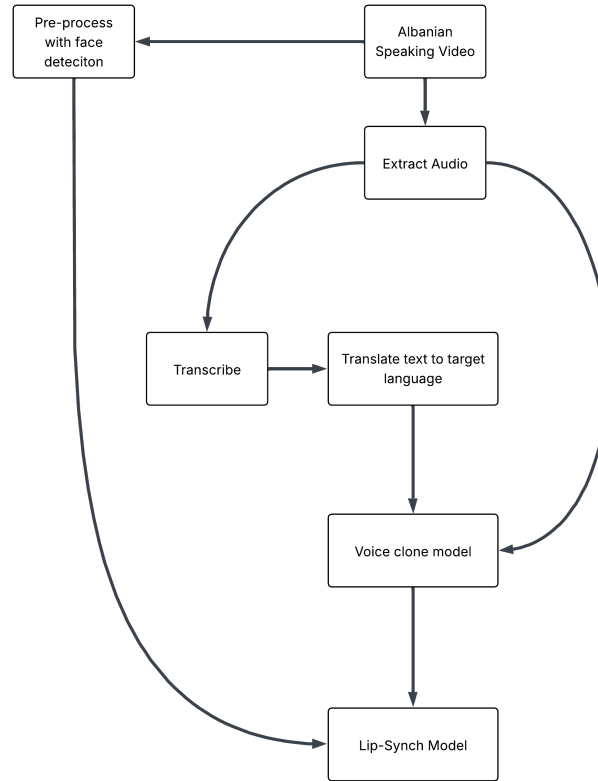 Pre-process
with face
deteciton
Albanian
Speaking Video
Extract Audio
Transcribe
Translate text to target
language
Voice clone model
Lip-Synch Model